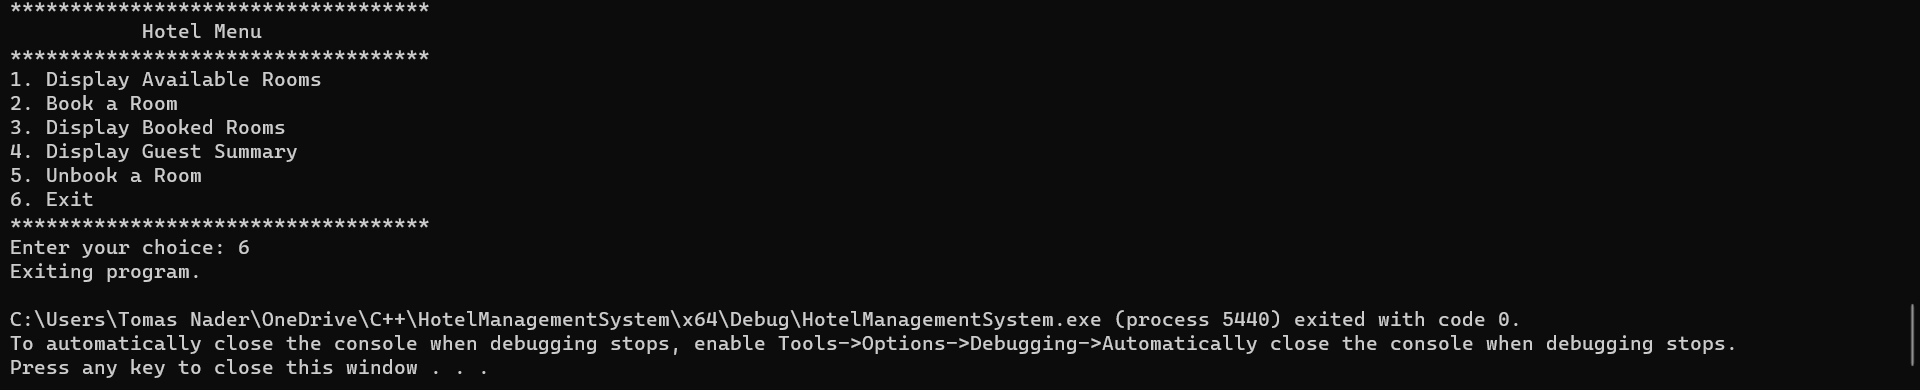 ***********************************
Hotel Menu
***********************************
1. Display Available Rooms
2. Book a Room
3. Display Booked Rooms
4. Display Guest Summary
5. Unbook a Room
6. Exit
***********************************
Enter your choice: 6
Exiting program.
C:\Users\Tomas Nader\OneDrive\C++\HotelManagementSystem\x64\Debug\HotelManagementSystem.exe (process 5440) exited with code 0.
To automatically close the console when debugging stops, enable Tools->Options->Debugging->Automatically close the console when debugging stops.
Press any key to close this window . . .